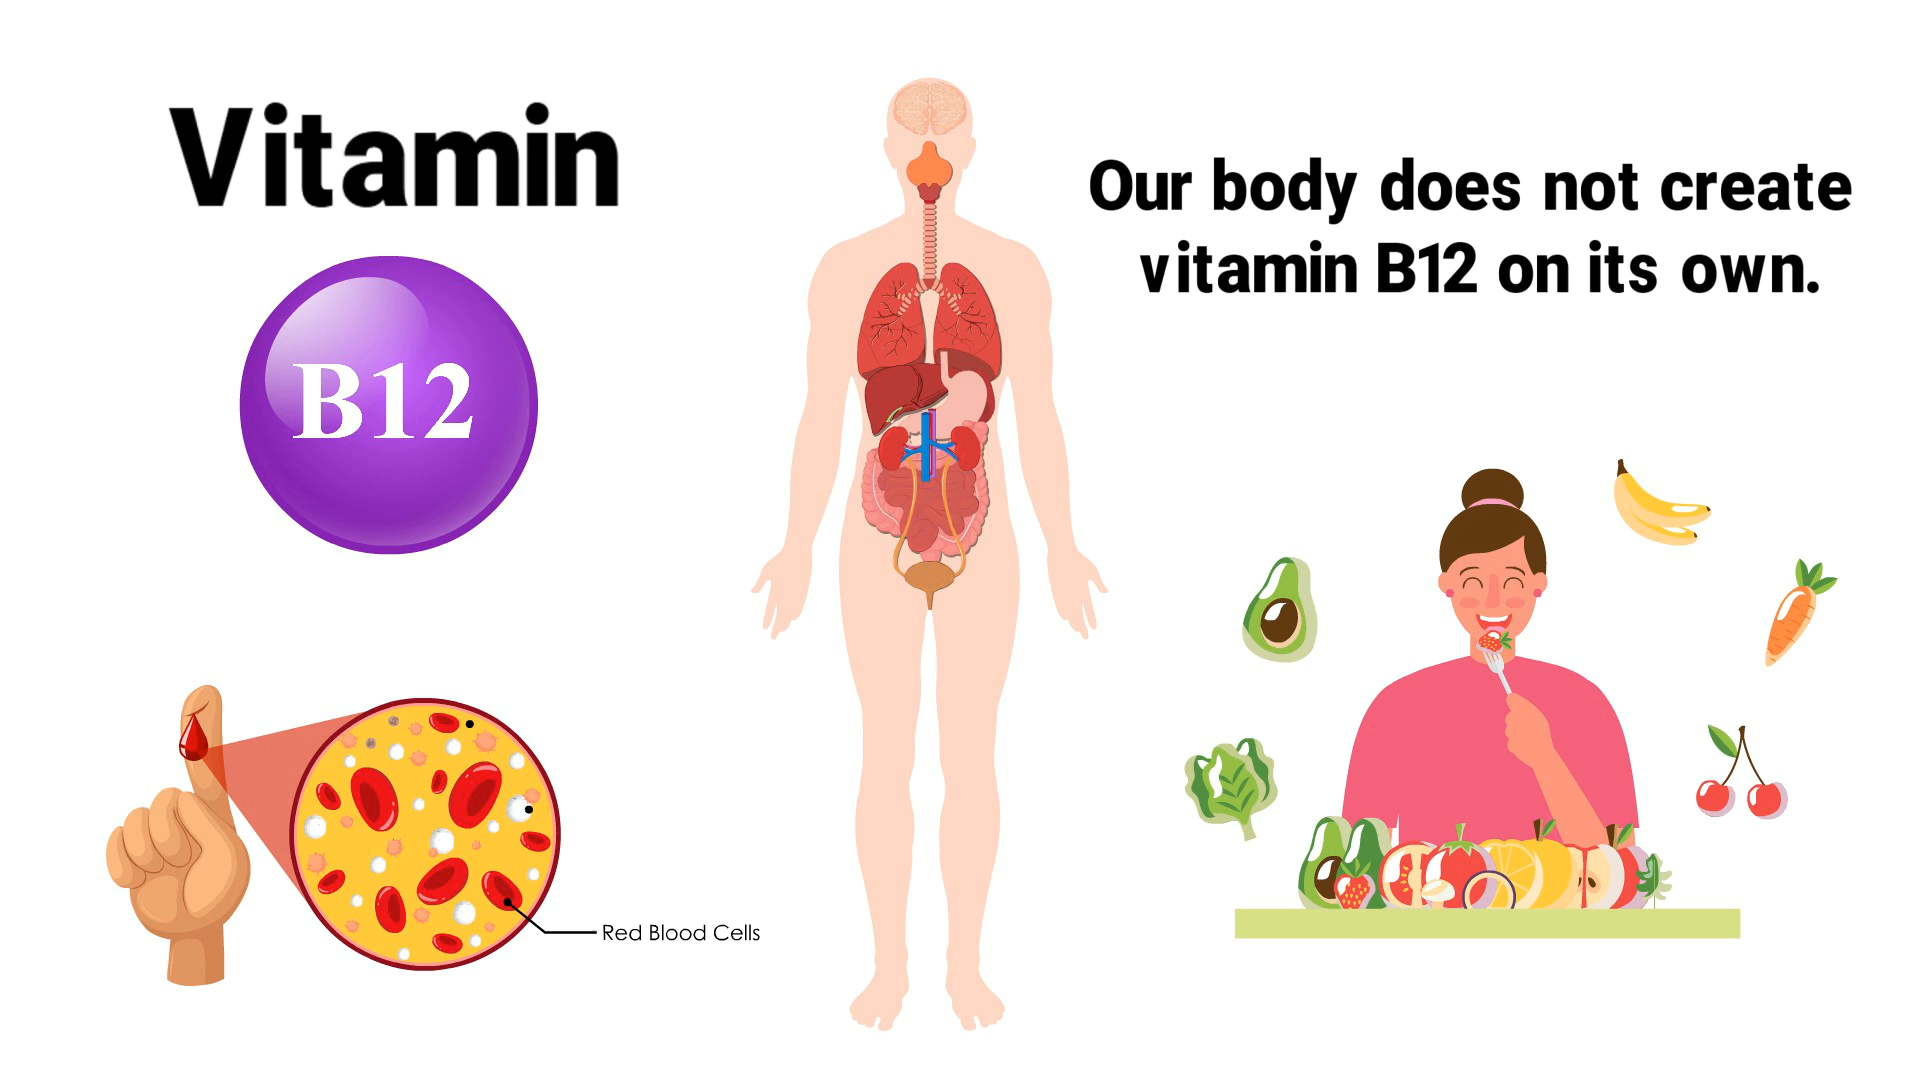 Vitamin
B12
Our body does not create
vitamin B12 on its own.
Red Blood Cells